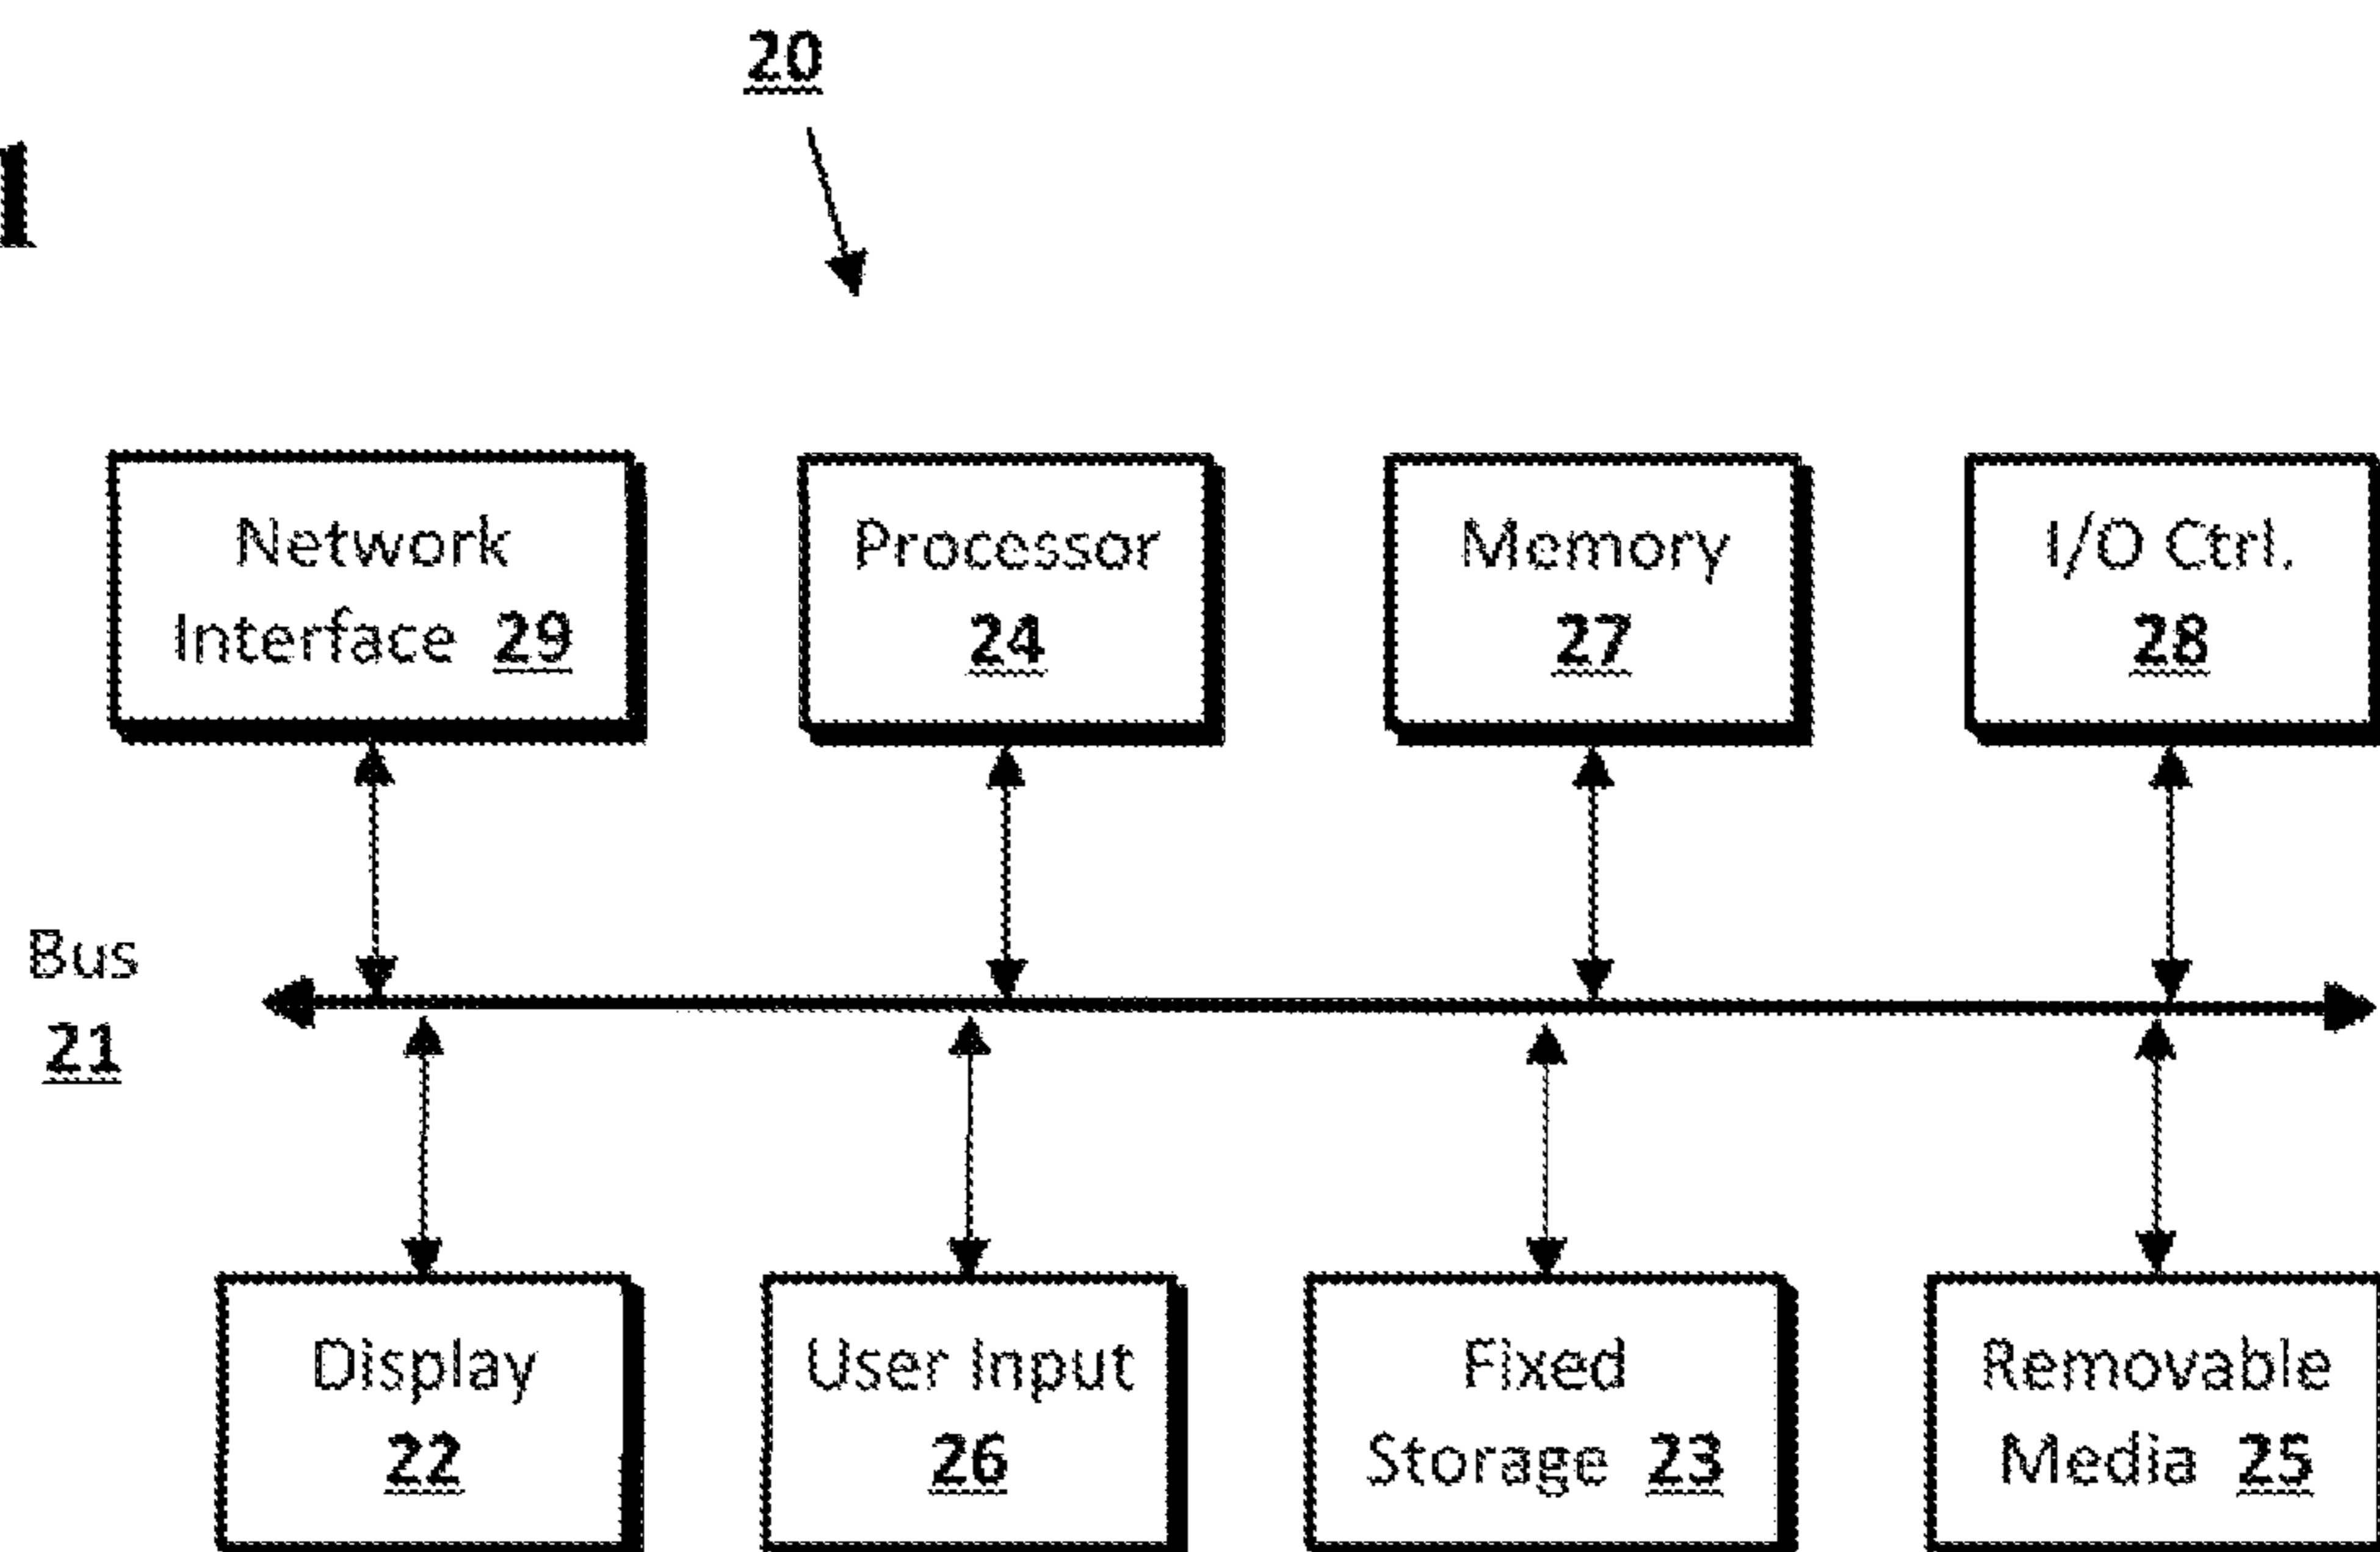 20
1
Network
Interface 29
Processor
24
Memory
27
I/O Ctrl.
28
Bus
21
Display
22
User Input
26
Fixed
Storage 23
Removable
Media 25